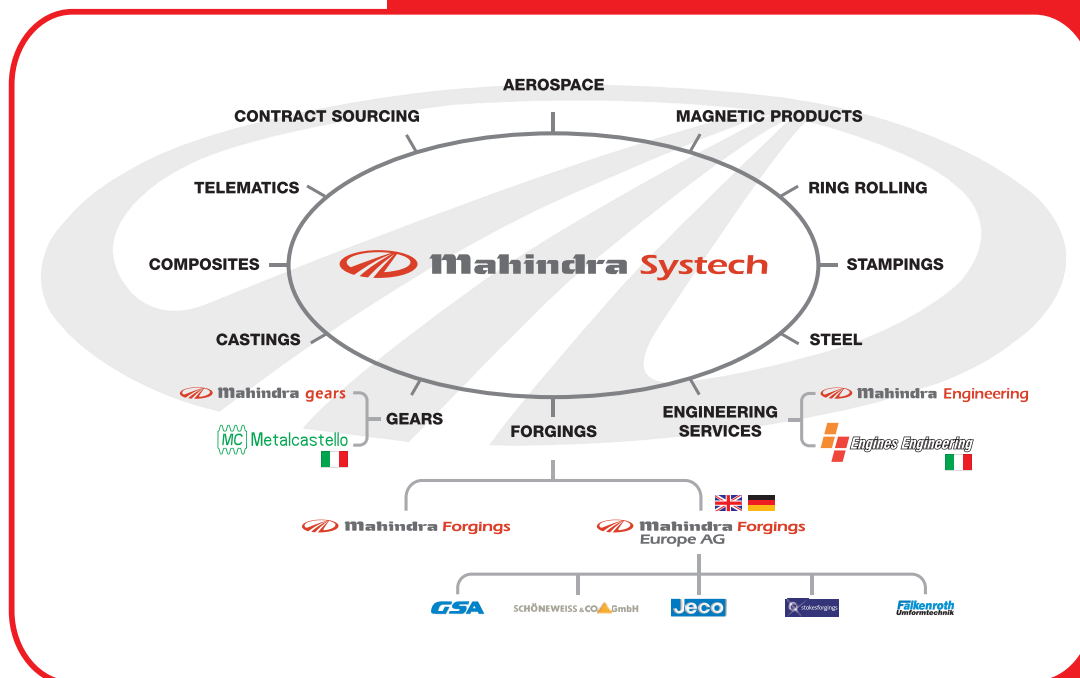 AEROSPACE
CONTRACT SOURCING
MAGNETIC PRODUCTS
TELEMATICS
RING ROLLING
COMPOSITES
mahindra Systech
STAMPINGS
CASTINGS
STEEL
mahindra gears
GEARS
MC Metalcastello
FORGINGS
ENGINEERING
SERVICES
mahindra Engineering
Engines Engineering
mahindra Forgings
mahindra Forgings
Europe AG
GSA
SCHÖNEWEISS & CO GmbH
Jeco
stokesforgings
Falkenroth
Umformtechnik